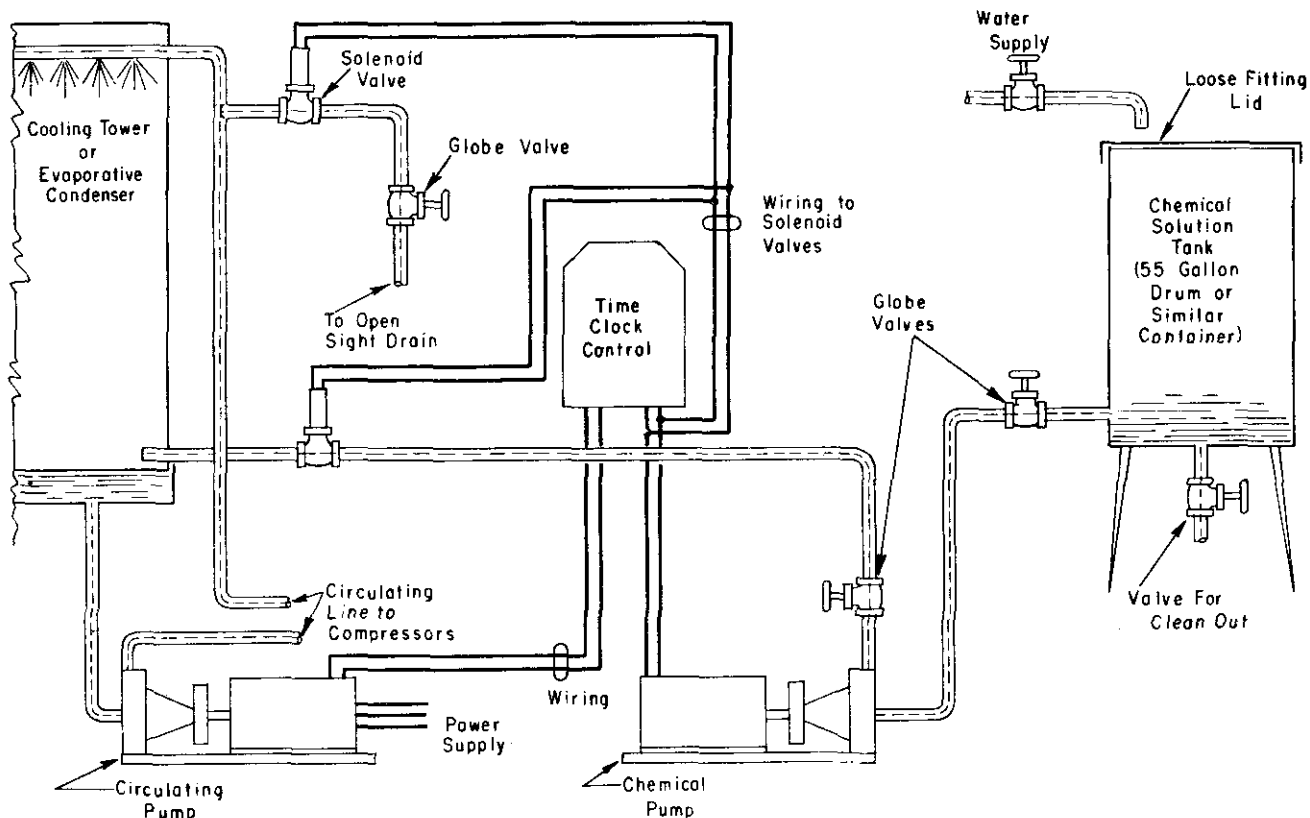 Water
Supply
Solenoid
Valve
Loose Fitting
Lid
Cooling Tower
or
Evaporative
Condenser
Globe Valve
Wiring to
Solenoid
Valves
Chemical
Solution
Tank
(55 Gallon
Drum or
Similar
Container)
Time
Clock
Control
Globe
Valves
To Open
Sight Drain
Circulating
Line to
Compressors
Valve For
Clean Out
Wiring
Power
Supply
Circulating
Pump
Chemical
Pump